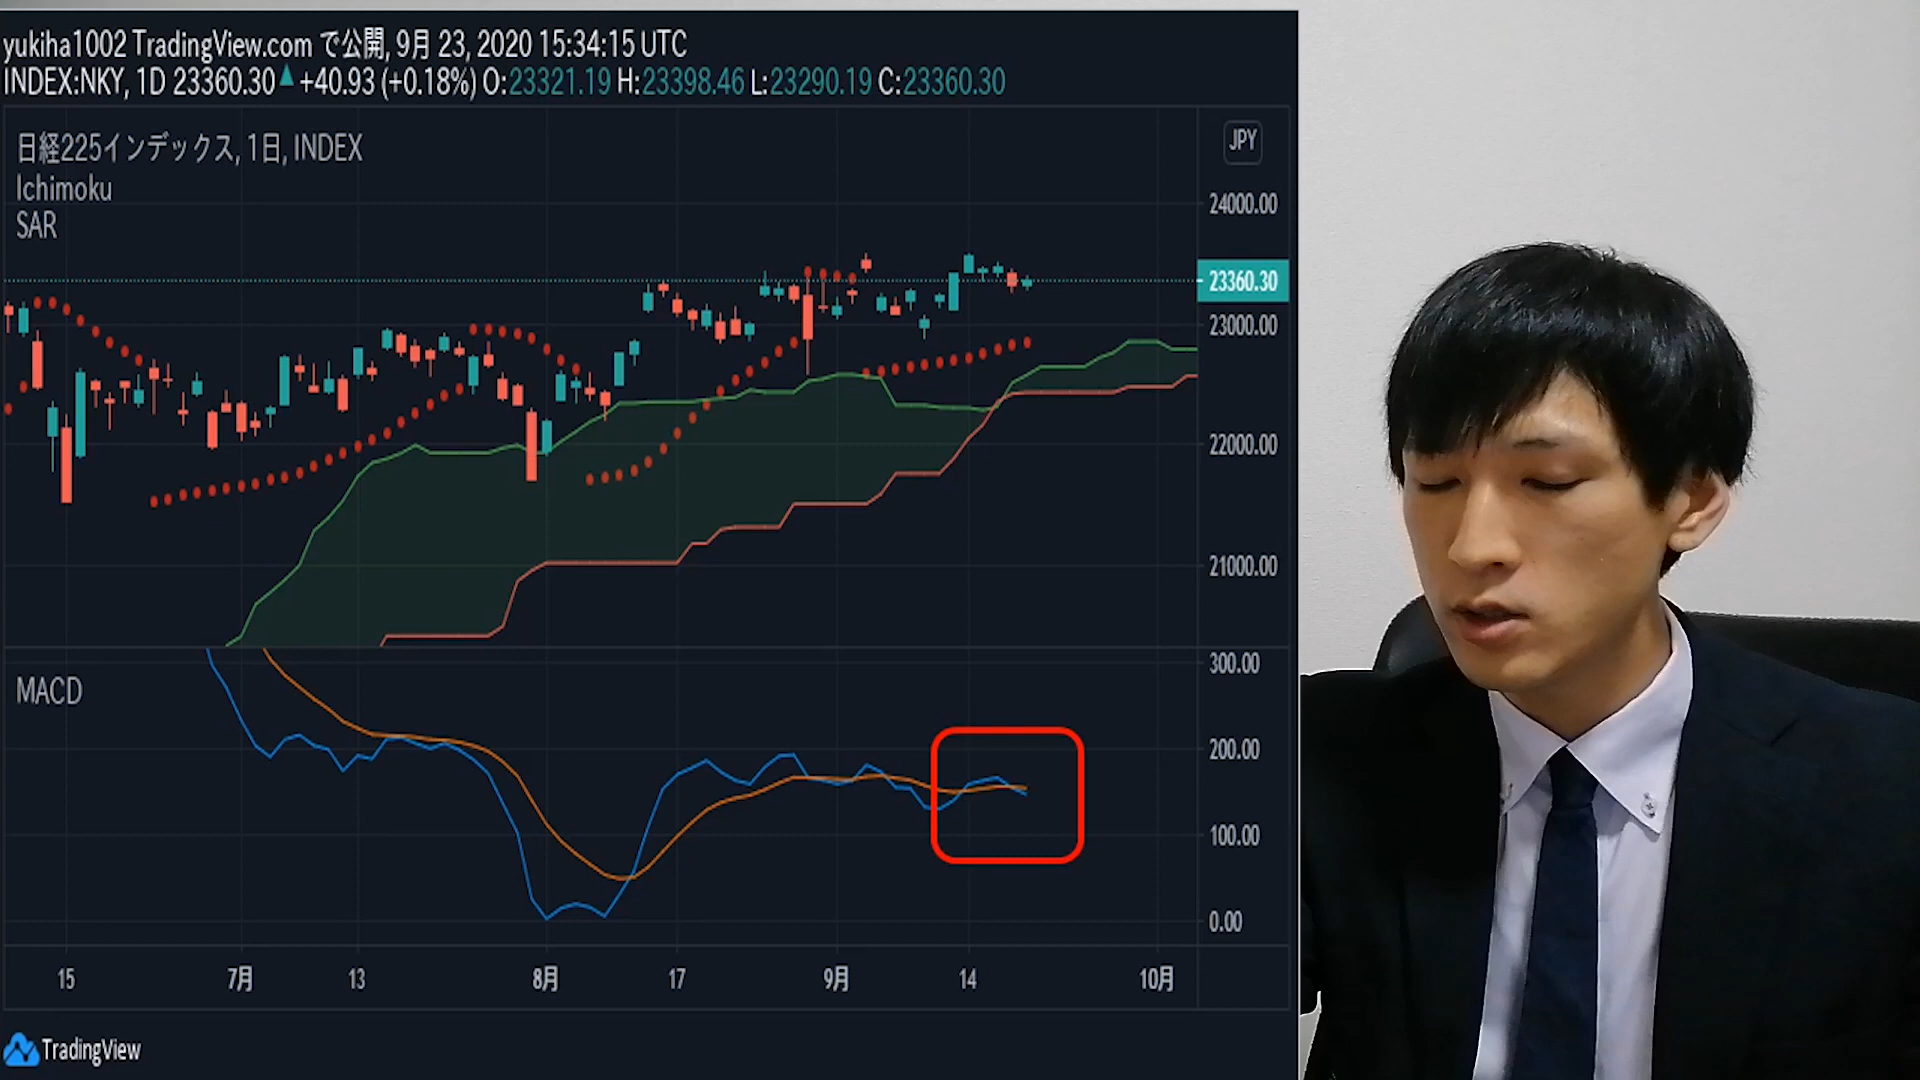 yukiha1002 TradingView.com で公開, 9月 23, 2020 15:34:15 UTC
INDEX:NKY, 1D 23360.30 ▲ +40.93 (+0.18%) O:23321.19 H:23398.46 L:23290.19 C:23360.30
日経225インデックス, 1日, INDEX
Ichimoku
SAR
JPY
24000.00
23360.30
23000.00
22000.00
21000.00
MACD
300.00
200.00
100.00
0.00
15 7月 13 8月 17 9月 14 10月
TradingView